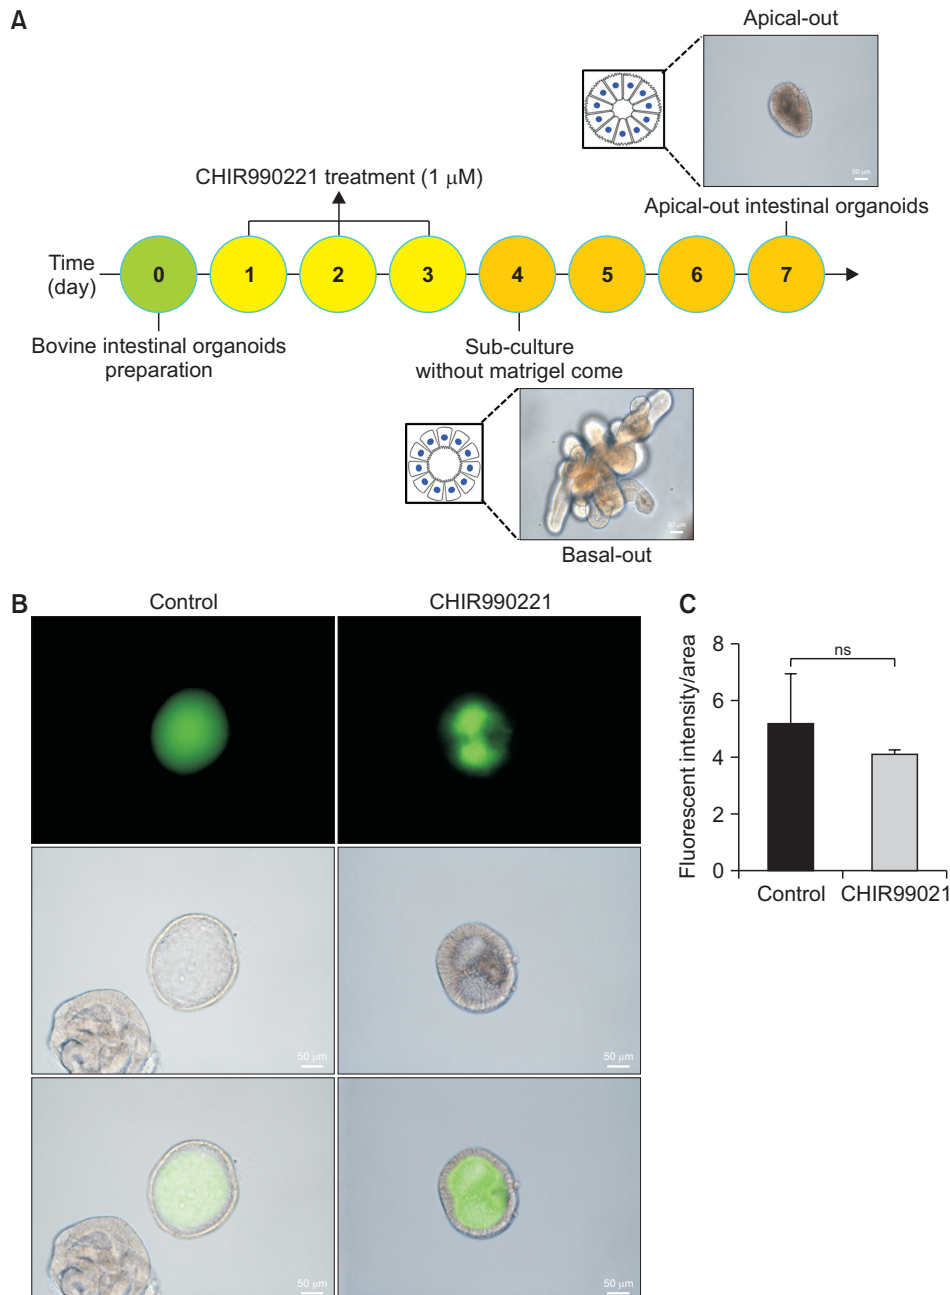 A
Apical-out
50 μm
CHIR990221 treatment (1 μM)
Apical-out intestinal organoids
Time
(day)
0
1
2
3
4
5
6
7
Bovine intestinal organoids
preparation
Sub-culture
without matrigel come
50 μm
Basal-out
B
Control
CHIR990221
50 μm
50 μm
50 μm
50 μm
C
Fluorescent intensity/area
8
6
4
2
0
ns
Control
CHIR99021